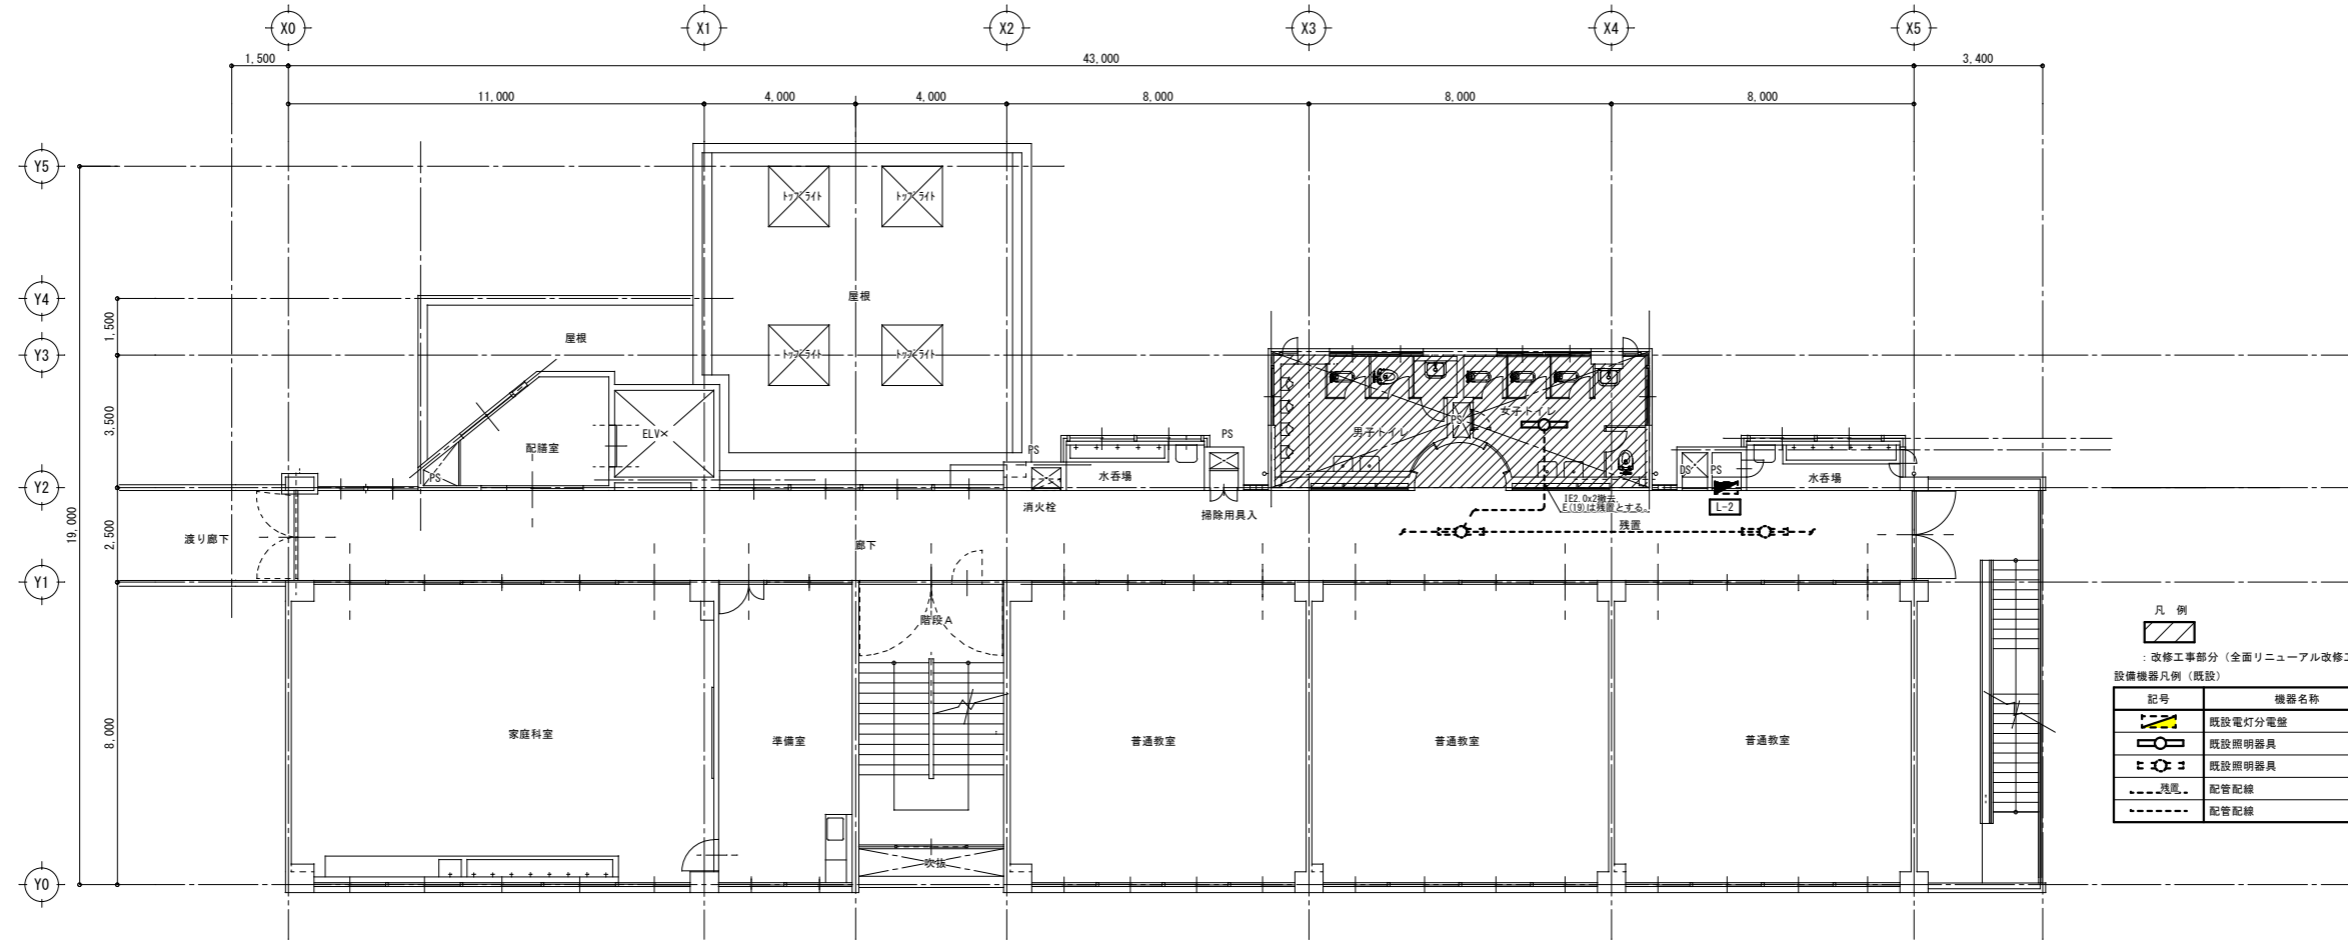 X0
X1
X2
X3
X4
X5
1,500
43,000
3,400
11,000
4,000
4,000
8,000
8,000
8,000
Y5
トップライト
トップライト
Y4
屋根
1,500
屋根
Y3
トップライト
トップライト
3,500
ELV
配膳室
PS
女子トイレ
PS
男子トイレ
PS
PS
PS
水呑場
DS
PS
水呑場
Y2
消火栓
掃除用具入
IE2.0x2撤去.
E(19)は残置とする.
L-2
残置
19,000
2,500
渡り廊下
廊下
Y1
階段A
凡 例
:改修工事部分(全面リニューアル改修工
設備機器凡例(既設)
記号
機器名称
既設電灯分電盤
既設照明器具
既設照明器具
残置
配管配線
配管配線
8,000
家庭科室
準備室
普通教室
普通教室
普通教室
吹抜
Y0